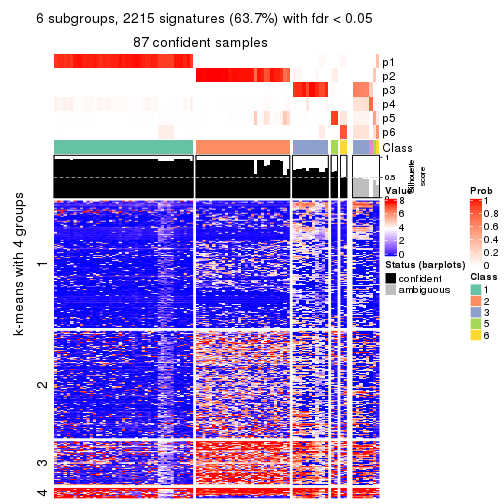 6 subgroups, 2215 signatures (63.7%) with fdr < 0.05
87 confident samples
p1
p2
p3
p4
p5
p6
Class
1
0.5
0
Silhouette
score
k-means with 4 groups
1
2
3
4
Value
8
6
4
2
0
Status (barplots)
confident
ambiguous
Prob
1
0.8
0.6
0.4
0.2
0
Class
1
2
3
5
6